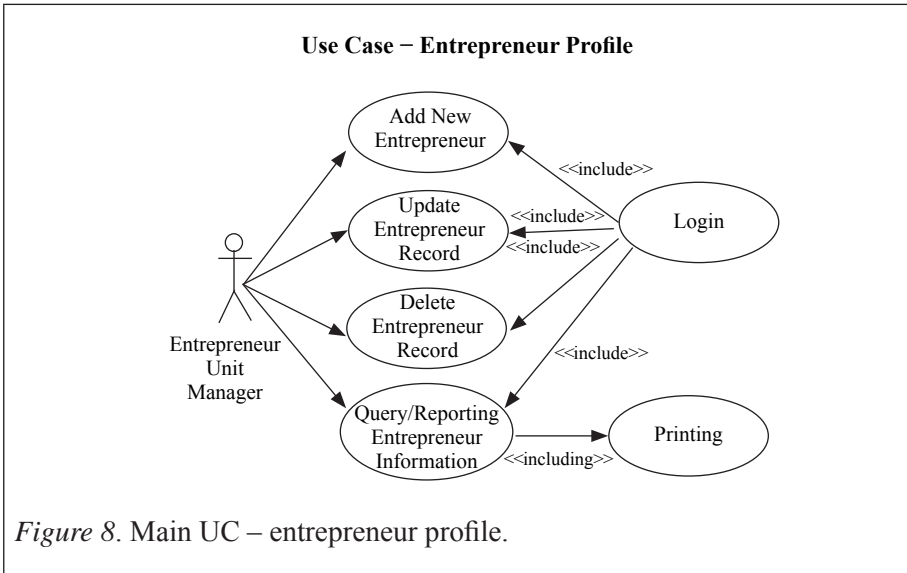 Use Case − Entrepreneur Profile
Add New
Entrepreneur
<<include>>
Update
Entrepreneur
Record
<<include>>
<<include>>
Login
Entrepreneur
Unit
Manager
Delete
Entrepreneur
Record
<<include>>
Query/Reporting
Entrepreneur
Information
<<including>>
Printing
Figure 8. Main UC – entrepreneur profile.